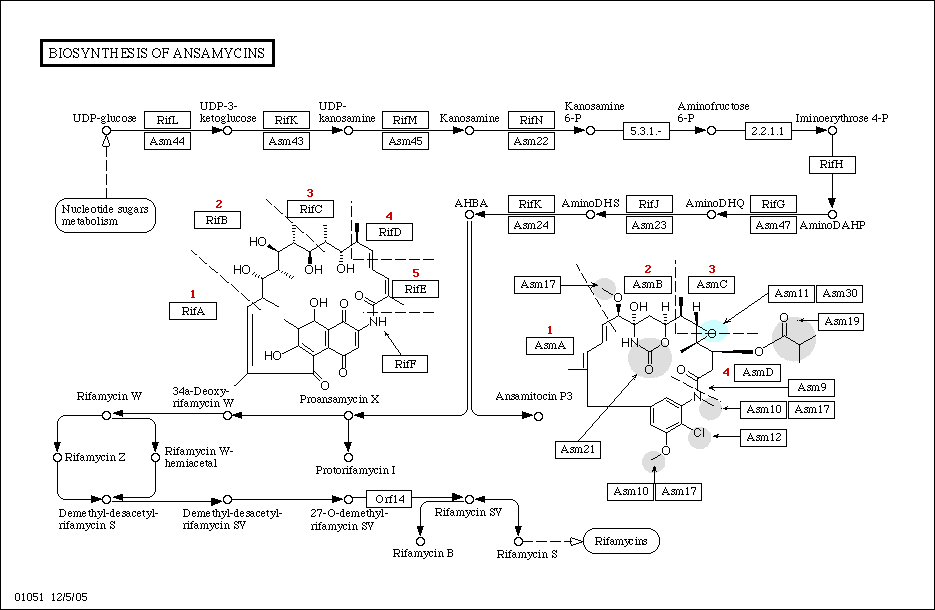 BIOSYNTHESIS OF ANSAMYCINS
UDP-glucose
RifL
Asm44
UDP-3-
ketoglucose
RifK
Asm43
UDP-
kanosamine
RifM
Asm45
Kanosamine
RifN
Asm22
Kanosamine
6-P
5.3.1.-
Aminofructose
6-P
2.2.1.1
Iminoerythrose 4-P
RifH
Nucleotide sugars
metabolism
AHBA
RifK
Asm24
AminoDHS
RifJ
Asm23
AminoDHQ
RifG
Asm47
AminoDAHP
1
RifA
2
RifB
3
RifC
4
RifD
5
RifE
RifF
HO
HO
OH
OH
OH
OH
HO
O
O
O
O
NH
Proansamycin X
Asm17
2
AsmB
3
AsmC
Asm11
Asm30
Asm19
1
AsmA
4
AsmD
Asm9
Asm10
Asm17
Asm12
Asm21
Asm10
Asm17
O
OH
H
H
HN
O
O
O
O
O
O
N
Cl
O
Ansamitocin P3
Rifamycin W
34a-Deoxy-
rifamycin W
Protorifamycin I
Rifamycin Z
Rifamycin W-
hemiacetal
Demethyl-desacetyl-
rifamycin S
Demethyl-desacetyl-
rifamycin SV
27-O-demethyl-
rifamycin SV
Orf14
Rifamycin SV
Rifamycin B
Rifamycin S
Rifamycins
01051 12/5/05